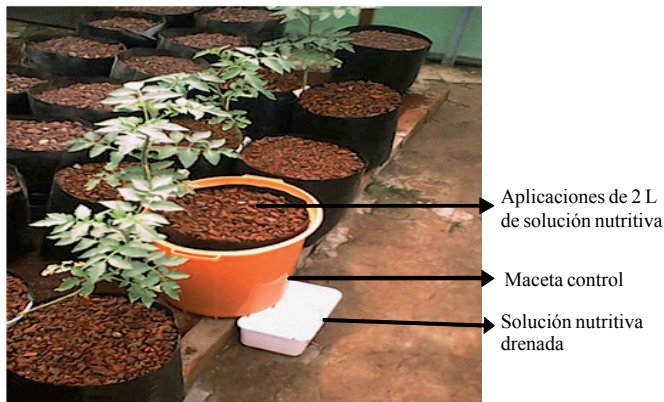 Aplicaciones de 2 L
de solución nutritiva
Maceta control
Solución nutritiva
drenada